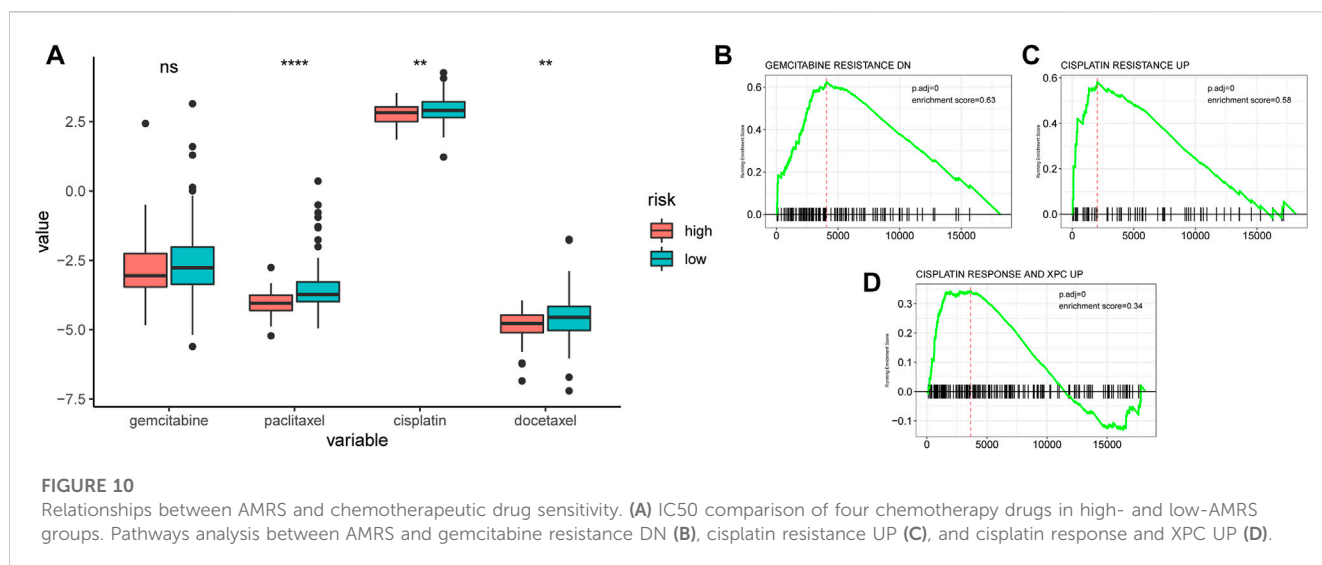 A
ns
****
**
**
2.5
0.0
−2.5
−5.0
−7.5
value
gemcitabine
paclitaxel
cisplatin
docetaxel
variable
risk
high
low
B
GEMCITABINE RESISTANCE DN
p.adj=0
enrichment score=0.63
Running Enrichment Score
0.6
0.4
0.2
0.0
0
5000
10000
15000
C
CISPLATIN RESISTANCE UP
p.adj=0
enrichment score=0.58
Running Enrichment Score
0.6
0.4
0.2
0.0
0
5000
10000
15000
D
CISPLATIN RESPONSE AND XPC UP
p.adj=0
enrichment score=0.34
Running Enrichment Score
0.3
0.2
0.1
0.0
−0.1
0
5000
10000
15000
FIGURE 10
Relationships between AMRS and chemotherapeutic drug sensitivity. (A) IC50 comparison of four chemotherapy drugs in high- and low-AMRS
groups. Pathways analysis between AMRS and gemcitabine resistance DN (B), cisplatin resistance UP (C), and cisplatin response and XPC UP (D).